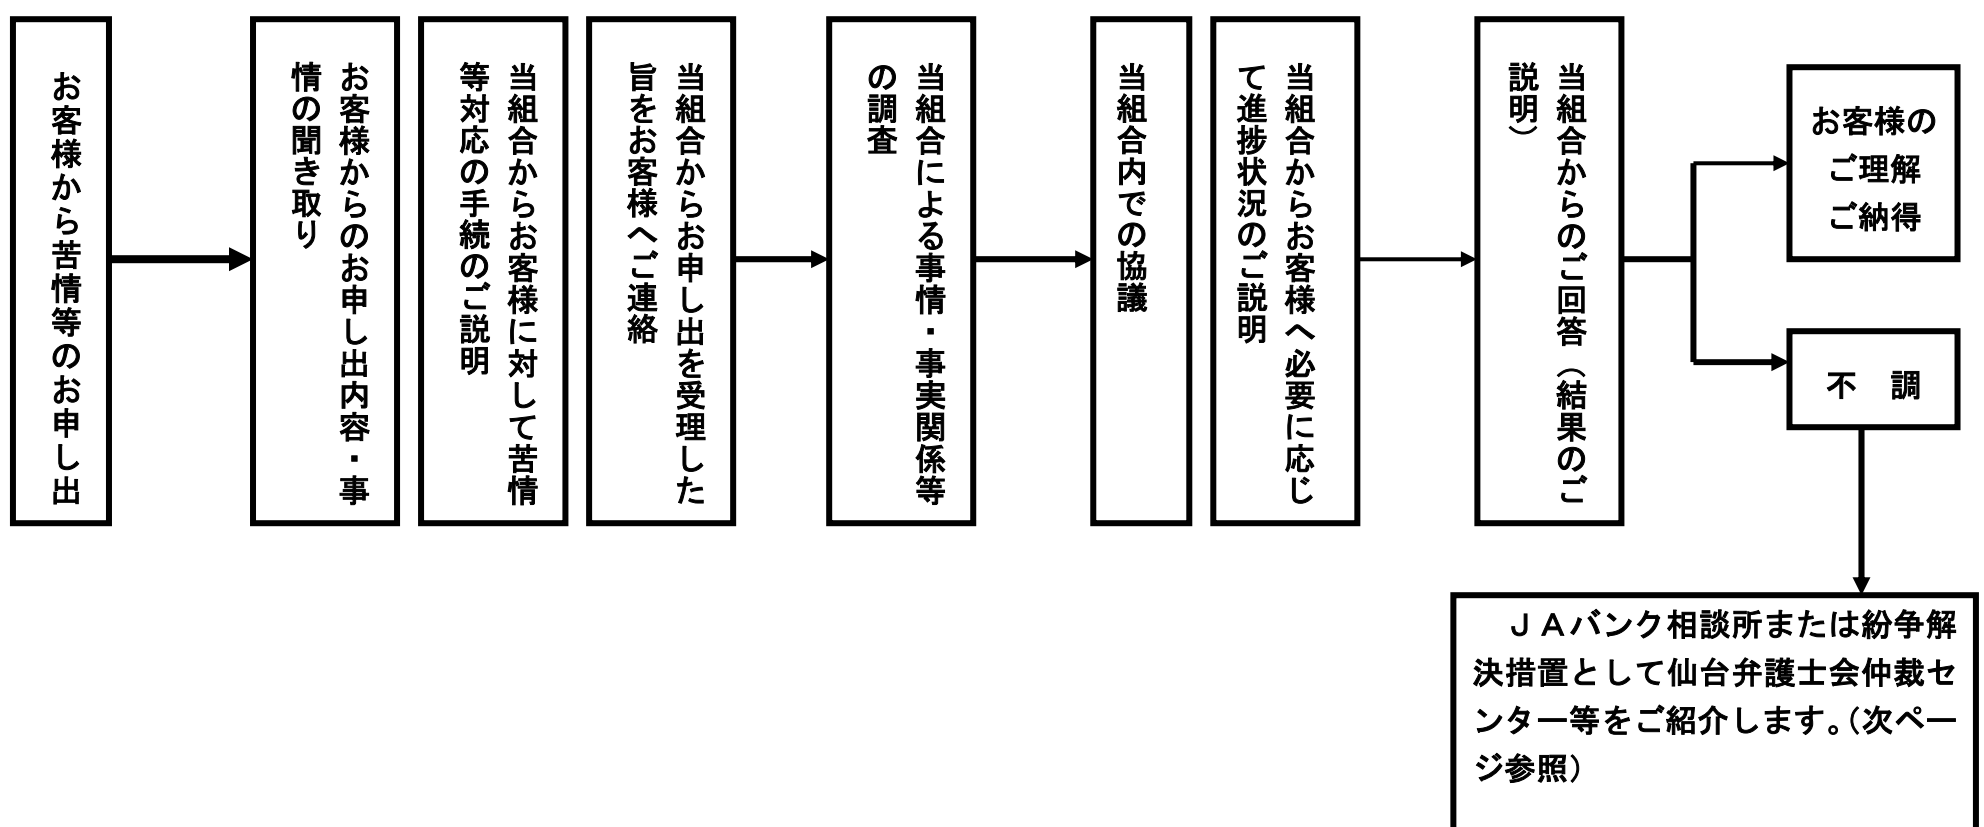 お客様から苦情等のお申し出
お客様からのお申し出内容・事
情の聞き取り
当組合からお客様に対して苦情
等対応の手続のご説明
当組合からお申し出を受理した
旨をお客様へご連絡
当組合による事情・事実関係等
の調査
当組合内での協議
当組合からお客様へ必要に応じ
て進捗状況のご説明
当組合からのご回答（結果のご
説明）
お客様の
ご理解
ご納得
不　調
ＪＡバンク相談所または紛争解
決措置として仙台弁護士会仲裁セ
ンター等をご紹介します。（次ペー
ジ参照）